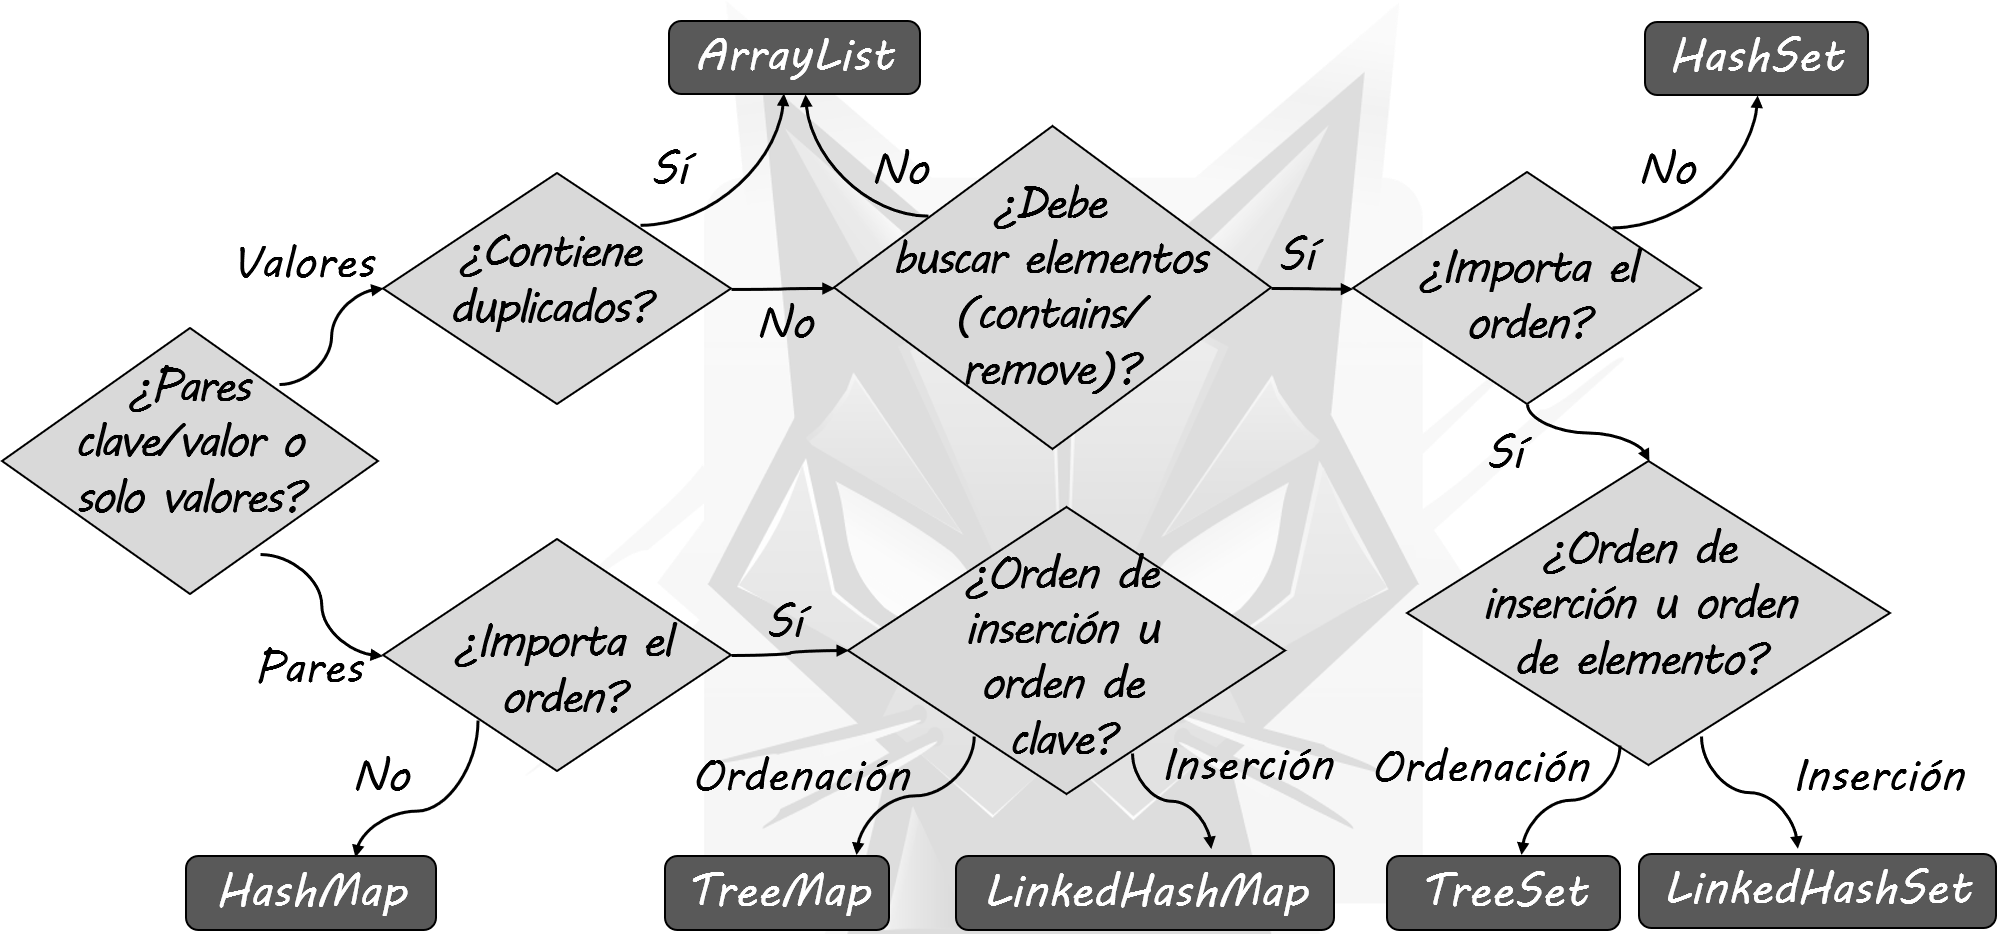 ArrayList
HashSet
Sí
No
No
¿Debe
buscar elementos
(contains/
remove)?
Valores
¿Contiene
duplicados?
Sí
¿Importa el
orden?
No
¿Pares
clave/valor o
solo valores?
Sí
¿Orden de
inserción u orden
de elemento?
Pares
¿Importa el
orden?
Sí
¿Orden de
inserción u
orden de
clave?
No
Ordenación
Inserción
Ordenación
Inserción
HashMap
TreeMap
LinkedHashMap
TreeSet
LinkedHashSet